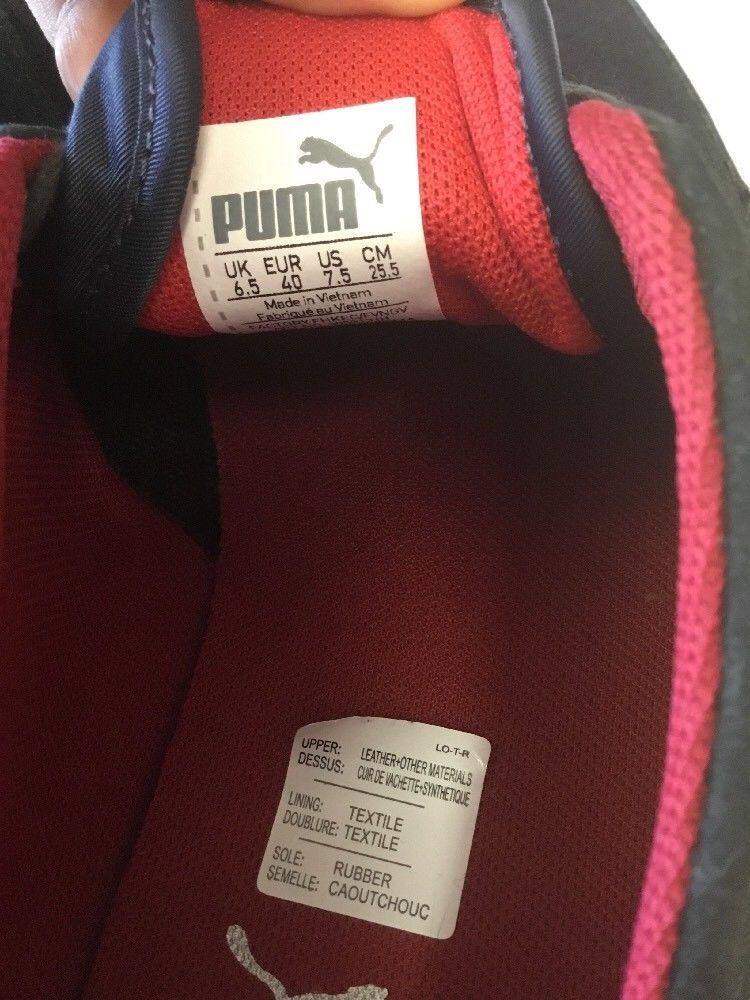 PUMA
UK EUR US CM
6.5 40 7.5 25.5
Made in Vietnam
Fabriqué au Vietnam
LO-T-R
UPPER: LEATHER+OTHER MATERIALS
DESSUS: CUIR DE VACHETTE+SYNTHETIQUE
LINING: TEXTILE
DOUBLURE: TEXTILE
SOLE: RUBBER
SEMELLE: CAOUTCHOUC